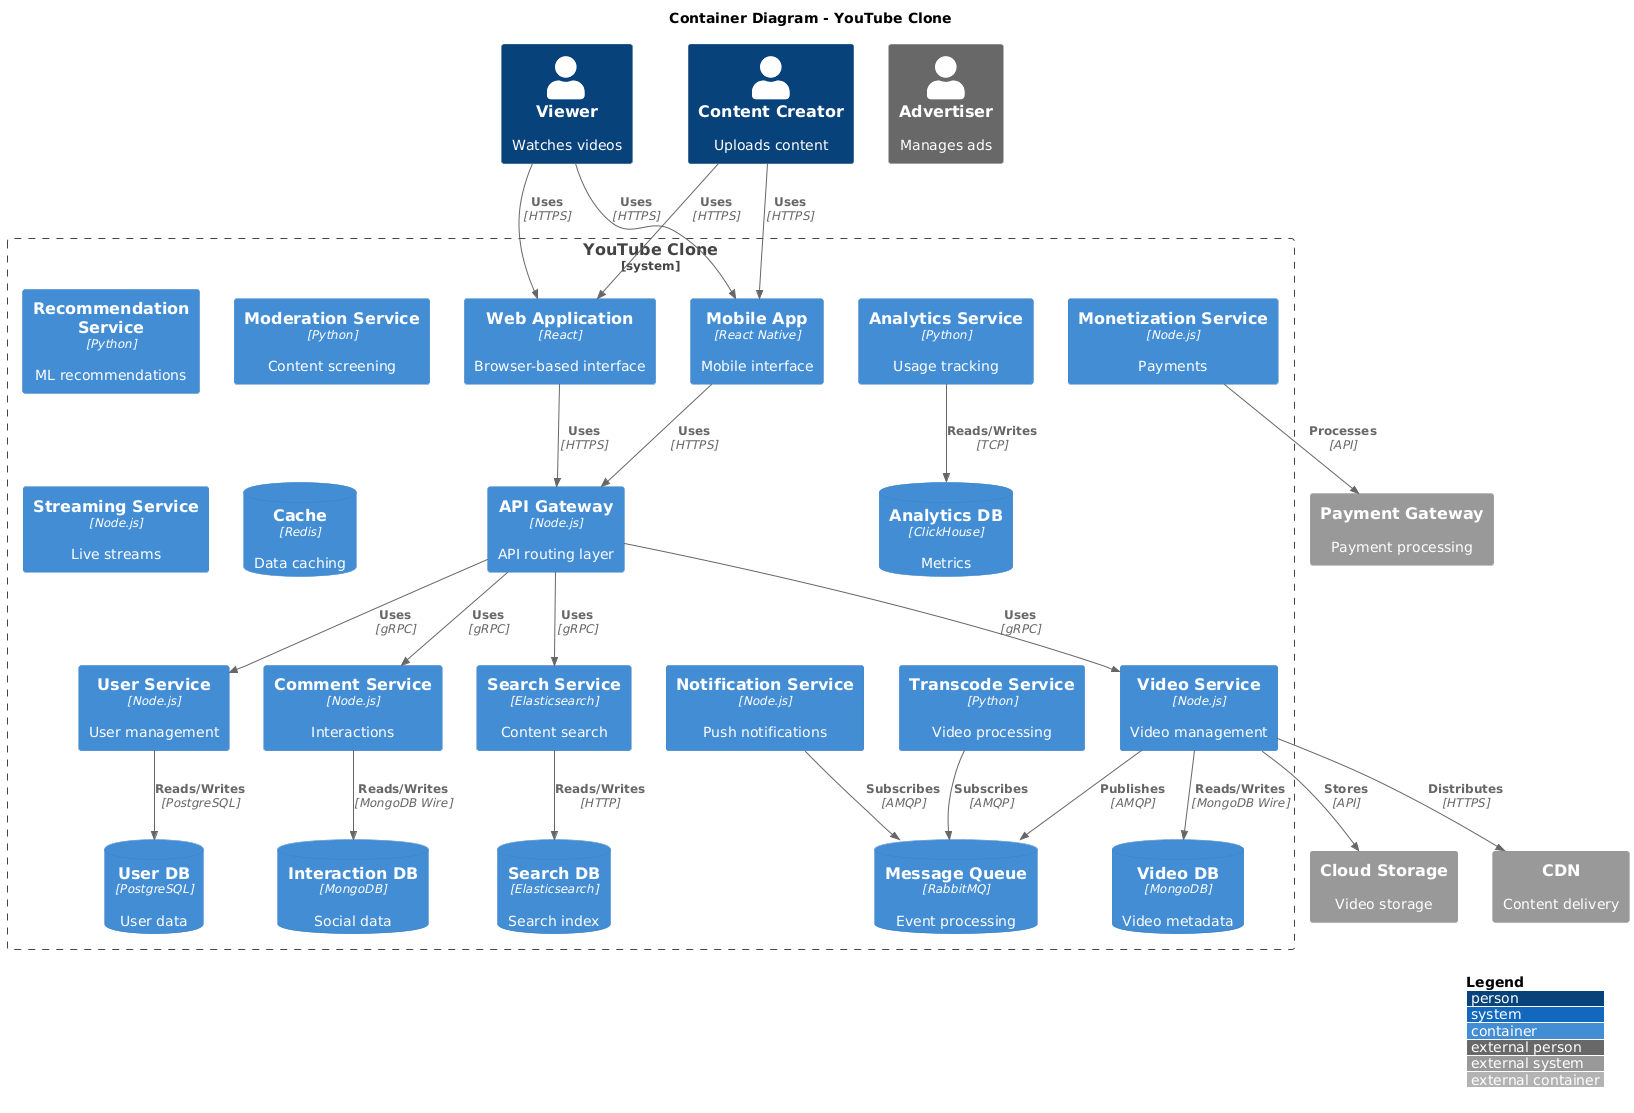 Container Diagram - YouTube Clone
Viewer
Watches videos
Content Creator
Uploads content
Advertiser
Manages ads
Uses
[HTTPS]
Uses
[HTTPS]
Uses
[HTTPS]
Uses
[HTTPS]
YouTube Clone
[system]
Recommendation
Service
[Python]
ML recommendations
Moderation Service
[Python]
Content screening
Web Application
[React]
Browser-based interface
Mobile App
[React Native]
Mobile interface
Analytics Service
[Python]
Usage tracking
Monetization Service
[Node.js]
Payments
Uses
[HTTPS]
Uses
[HTTPS]
Reads/Writes
[TCP]
Processes
[API]
Streaming Service
[Node.js]
Live streams
Cache
[Redis]
Data caching
API Gateway
[Node.js]
API routing layer
Analytics DB
[ClickHouse]
Metrics
Payment Gateway
Payment processing
Uses
[gRPC]
Uses
[gRPC]
Uses
[gRPC]
Uses
[gRPC]
User Service
[Node.js]
User management
Comment Service
[Node.js]
Interactions
Search Service
[Elasticsearch]
Content search
Notification Service
[Node.js]
Push notifications
Transcode Service
[Python]
Video processing
Video Service
[Node.js]
Video management
Reads/Writes
[PostgreSQL]
Reads/Writes
[MongoDB Wire]
Reads/Writes
[HTTP]
Subscribes
[AMQP]
Subscribes
[AMQP]
Publishes
[AMQP]
Reads/Writes
[MongoDB Wire]
Stores
[API]
Distributes
[HTTPS]
User DB
[PostgreSQL]
User data
Interaction DB
[MongoDB]
Social data
Search DB
[Elasticsearch]
Search index
Message Queue
[RabbitMQ]
Event processing
Video DB
[MongoDB]
Video metadata
Cloud Storage
Video storage
CDN
Content delivery
Legend
person
system
container
external person
external system
external container